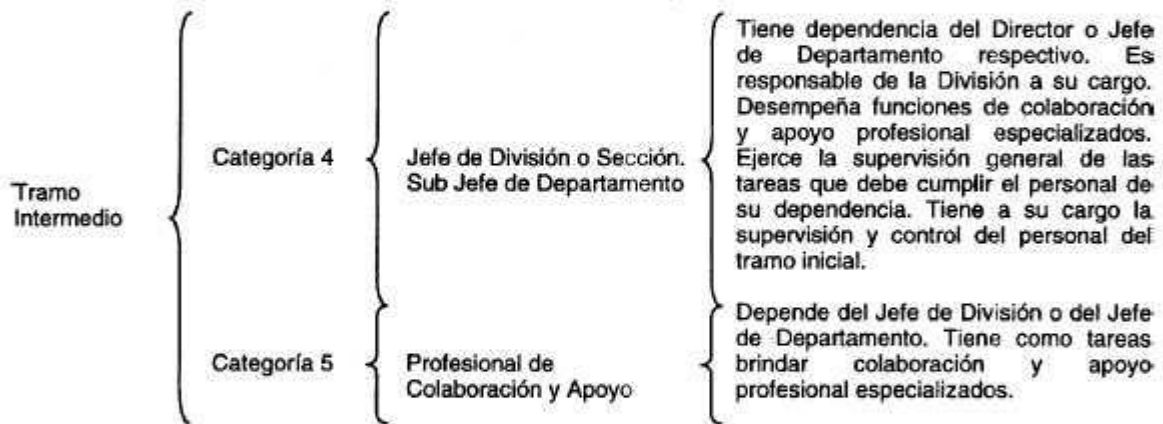 Tramo
Intermedio
Categoría 4
Jefe de División o Sección.
Sub Jefe de Departamento
Tiene dependencia del Director o Jefe
de Departamento respectivo. Es
responsable de la División a su cargo.
Desempeña funciones de colaboración
y apoyo profesional especializados.
Ejerce la supervisión general de las
tareas que debe cumplir el personal de
su dependencia. Tiene a su cargo la
supervisión y control del personal del
tramo inicial.
Categoría 5
Profesional de
Colaboración y Apoyo
Depende del Jefe de División o del Jefe
de Departamento. Tiene como tareas
brindar colaboración y apoyo
profesional especializados.